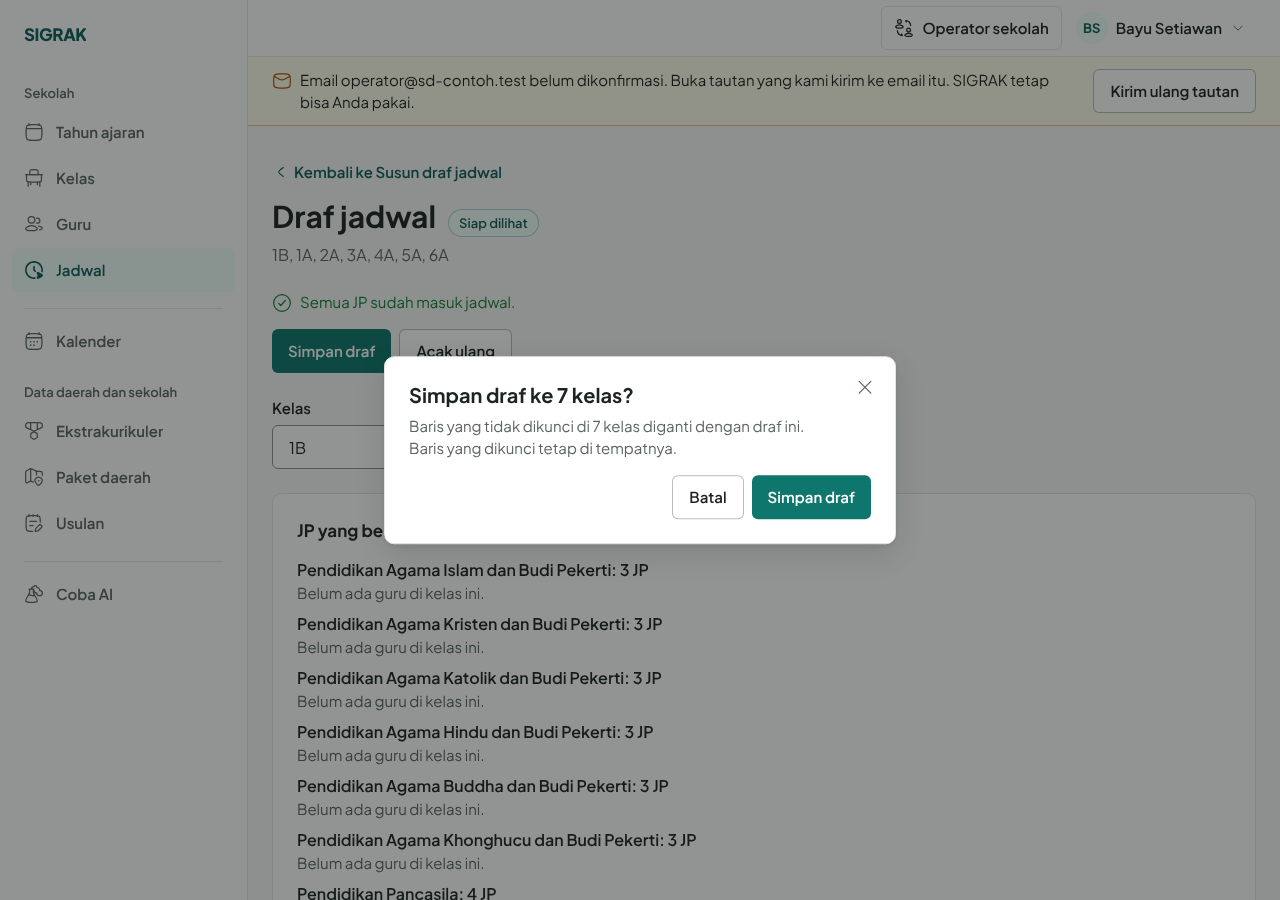 SIGRAK
Sekolah
Tahun ajaran
Kelas
Guru
Jadwal
Kalender
Data daerah dan sekolah
Ekstrakurikuler
Paket daerah
Usulan
Coba AI
Operator sekolah
BS
Bayu Setiawan
Email operator@sd-contoh.test belum dikonfirmasi. Buka tautan yang kami kirim ke email itu. SIGRAK tetap
bisa Anda pakai.
Kirim ulang tautan
Kembali ke Susun draf jadwal
Draf jadwal
Siap dilihat
1B, 1A, 2A, 3A, 4A, 5A, 6A
Semua JP sudah masuk jadwal.
Simpan draf
Acak ulang
Kelas
1B
Simpan draf ke 7 kelas?
Baris yang tidak dikunci di 7 kelas diganti dengan draf ini.
Baris yang dikunci tetap di tempatnya.
Batal
Simpan draf
JP yang be
Pendidikan Agama Islam dan Budi Pekerti: 3 JP
Belum ada guru di kelas ini.
Pendidikan Agama Kristen dan Budi Pekerti: 3 JP
Belum ada guru di kelas ini.
Pendidikan Agama Katolik dan Budi Pekerti: 3 JP
Belum ada guru di kelas ini.
Pendidikan Agama Hindu dan Budi Pekerti: 3 JP
Belum ada guru di kelas ini.
Pendidikan Agama Buddha dan Budi Pekerti: 3 JP
Belum ada guru di kelas ini.
Pendidikan Agama Khonghucu dan Budi Pekerti: 3 JP
Belum ada guru di kelas ini.
Pendidikan Pancasila: 4 JP